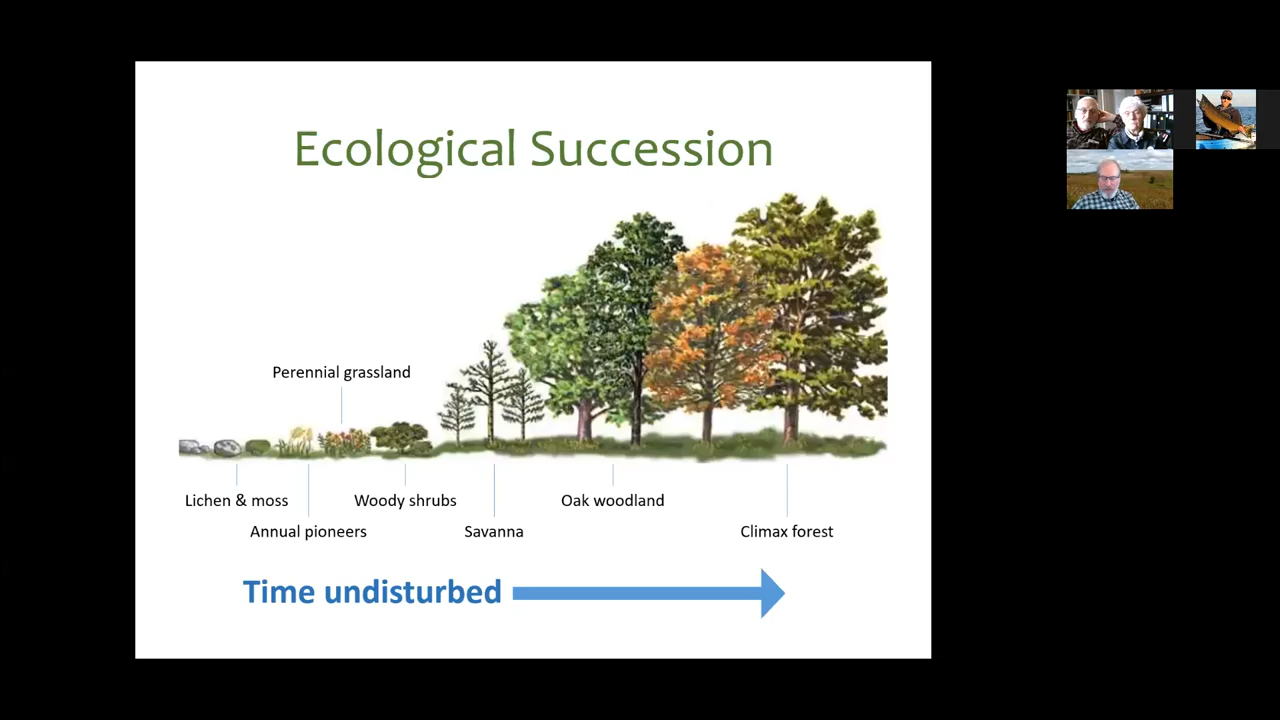 Ecological Succession
Perennial grassland
Lichen & moss
Woody shrubs
Oak woodland
Annual pioneers
Savanna
Climax forest
Time undisturbed